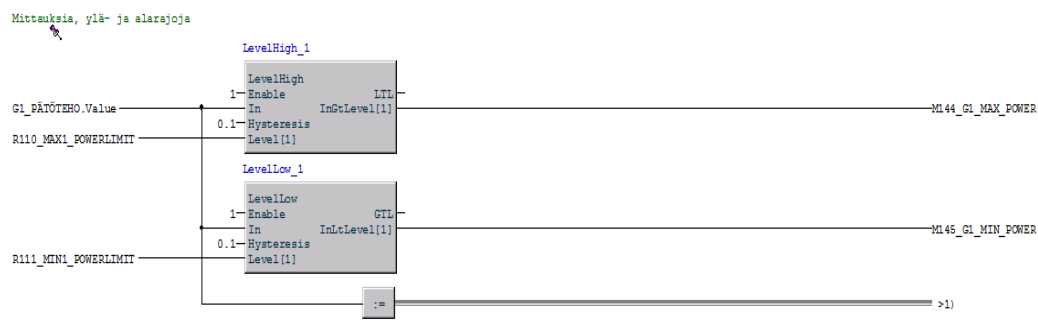 Mittauksia, ylä- ja alarajoja
LevelHigh_1
LevelHigh
1 Enable LTL
G1_PÄTÖTEHO.Value In InGtLevel[1] M144_G1_MAX_POWER
0.1 Hysteresis
R110_MAX1_POWERLIMIT Level[1]
LevelLow_1
LevelLow
1 Enable GTL
In InLtLevel[1] M145_G1_MIN_POWER
0.1 Hysteresis
R111_MIN1_POWERLIMIT Level[1]
:= >1)